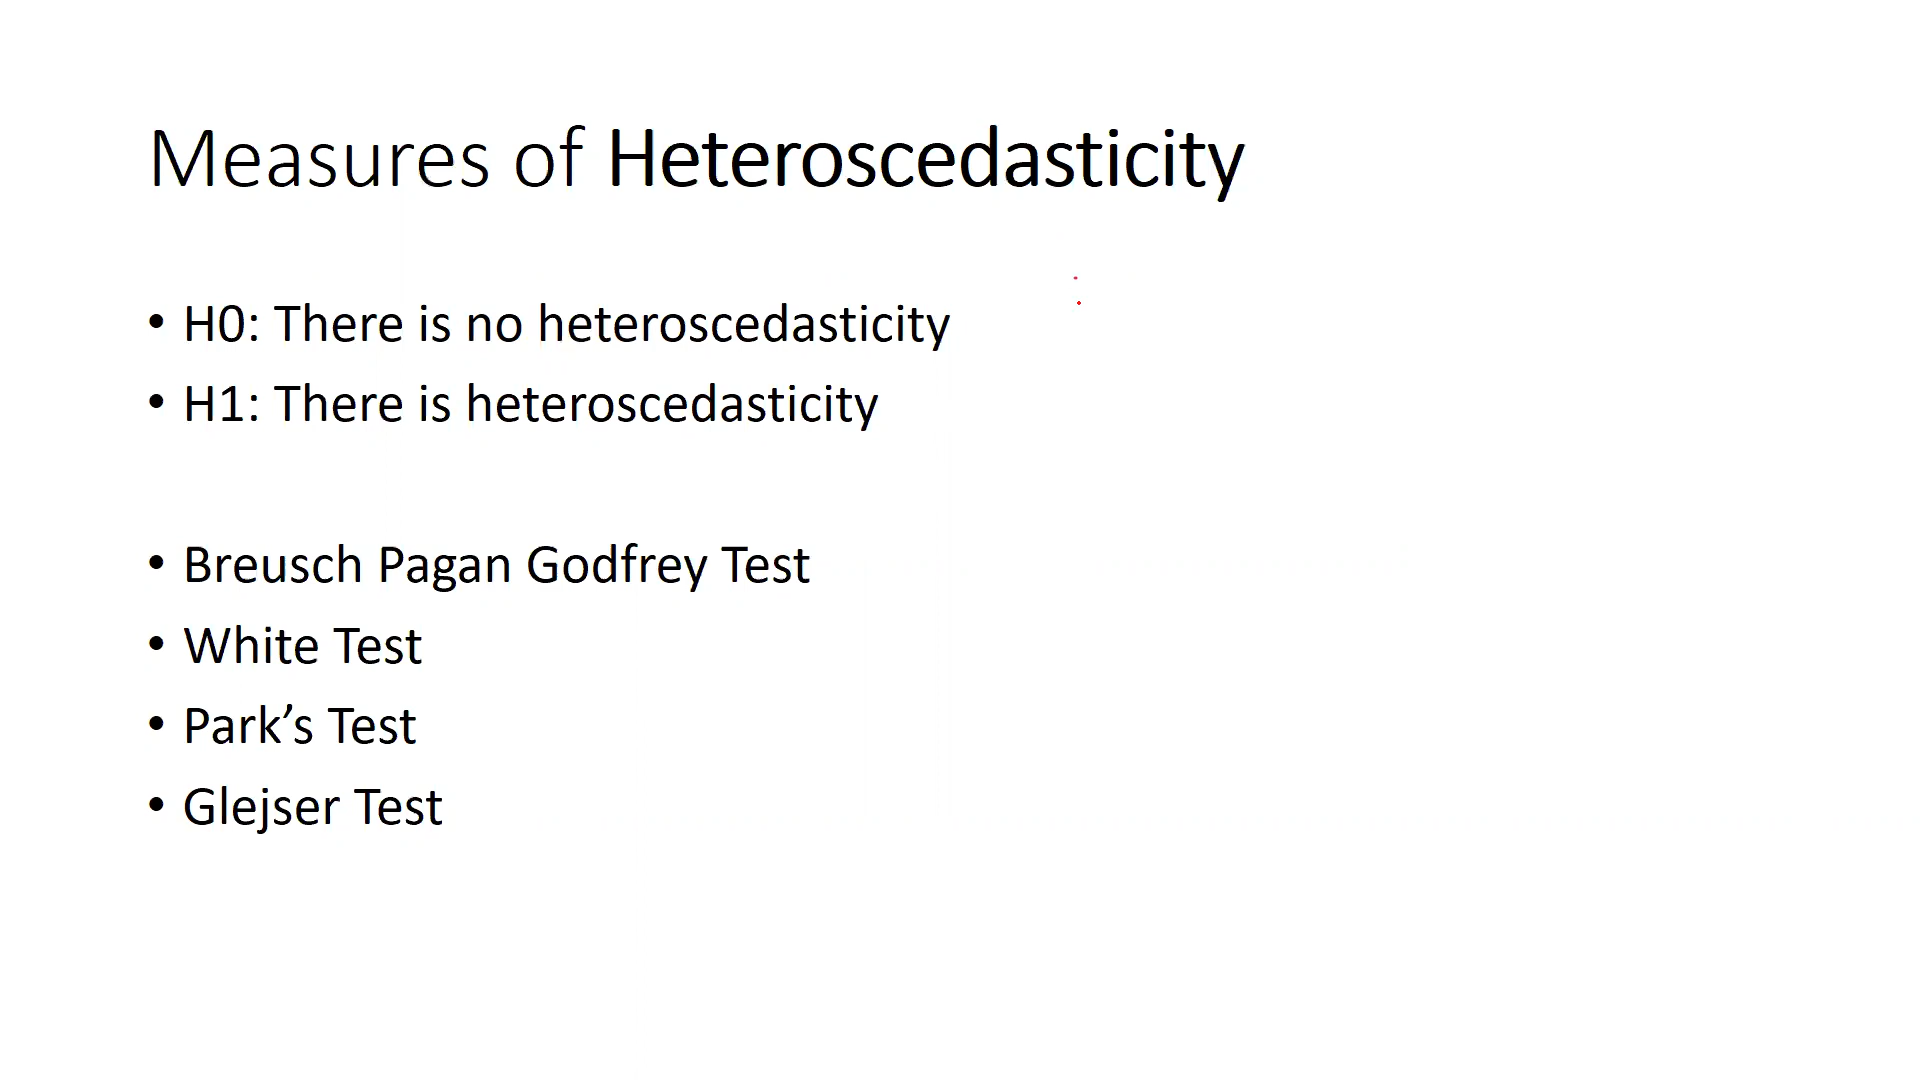 Measures of Heteroscedasticity
• H0: There is no heteroscedasticity
• H1: There is heteroscedasticity
• Breusch Pagan Godfrey Test
• White Test
• Park’s Test
• Glejser Test